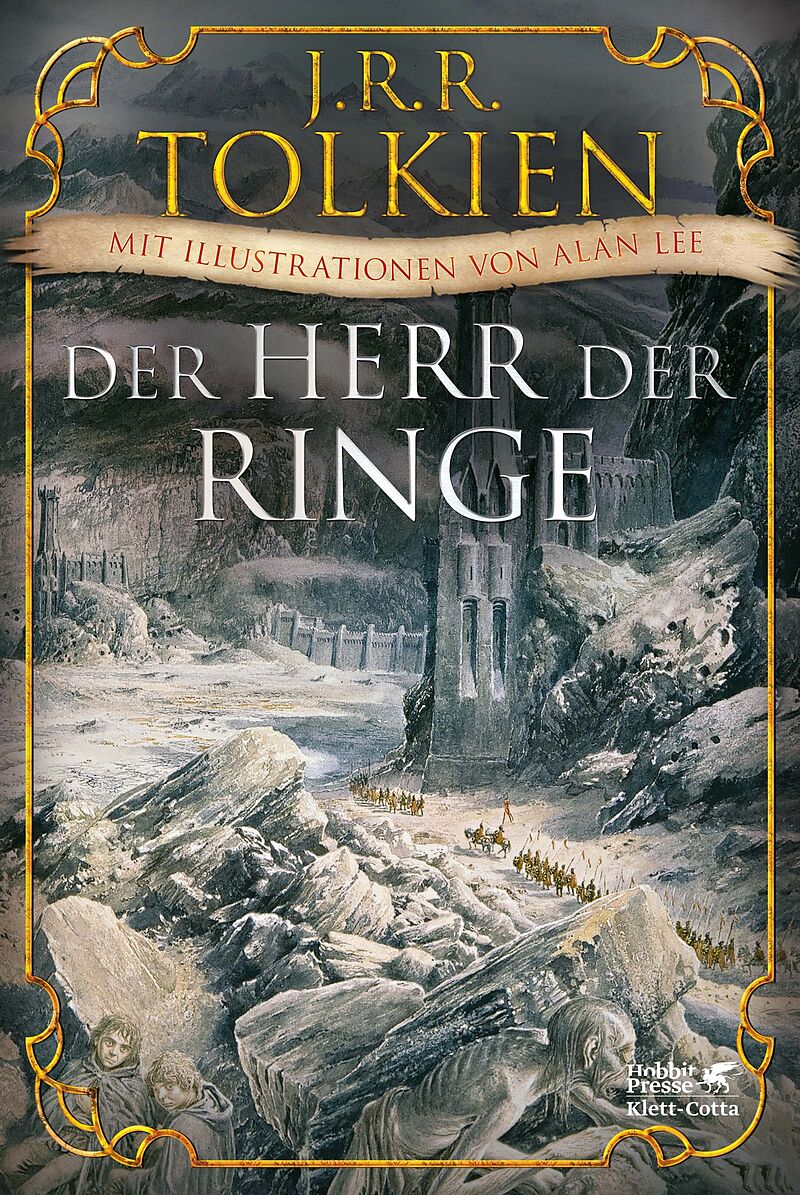 J.R.R.
TOLKIEN
MIT ILLUSTRATIONEN VON ALAN LEE
DER HERR DER
RINGE
Hobbit
Presse
Klett-Cotta